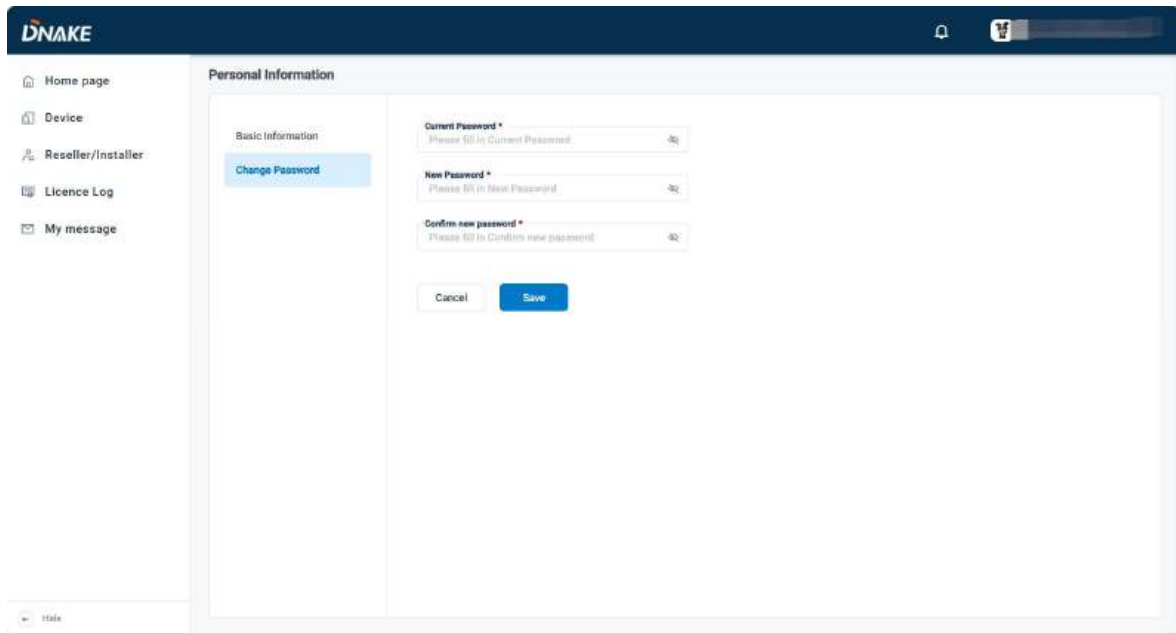 DNAKE
Home page
Device
Reseller/Installer
Licence Log
My message
Hide
Personal Information
Basic Information
Change Password
Current Password *
Please fill in Current Password
New Password *
Please fill in New Password
Confirm new password *
Please fill in Confirm new password
Cancel
Save